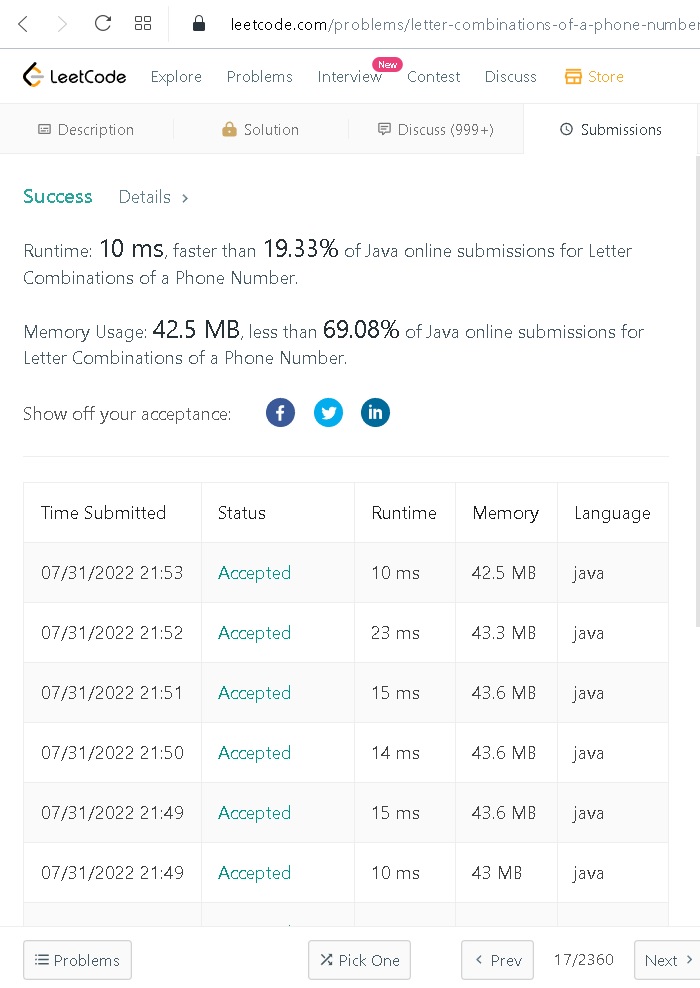 leetcode.com/problems/letter-combinations-of-a-phone-number
LeetCode Explore Problems Interview New Contest Discuss Store
Description Solution Discuss (999+) Submissions
Success Details >
Runtime: 10 ms, faster than 19.33% of Java online submissions for Letter
Combinations of a Phone Number.
Memory Usage: 42.5 MB, less than 69.08% of Java online submissions for
Letter Combinations of a Phone Number.
Show off your acceptance:
Time Submitted Status Runtime Memory Language
07/31/2022 21:53 Accepted 10 ms 42.5 MB java
07/31/2022 21:52 Accepted 23 ms 43.3 MB java
07/31/2022 21:51 Accepted 15 ms 43.6 MB java
07/31/2022 21:50 Accepted 14 ms 43.6 MB java
07/31/2022 21:49 Accepted 15 ms 43.6 MB java
07/31/2022 21:49 Accepted 10 ms 43 MB java
Problems Pick One < Prev 17/2360 Next >